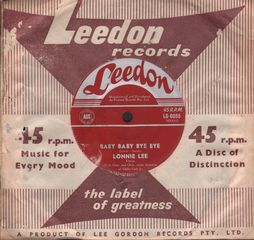 Leedon
records
Leedon
45 R.P.M.
BABY BABY BYE BYE
LONNIE LEE
45 r.p.m.
Music for
Every Mood
45 r.p.m.
A Disc of
Distinction
the label
of greatness
A PRODUCT OF LEE GORDON RECORDS PTY. LTD.